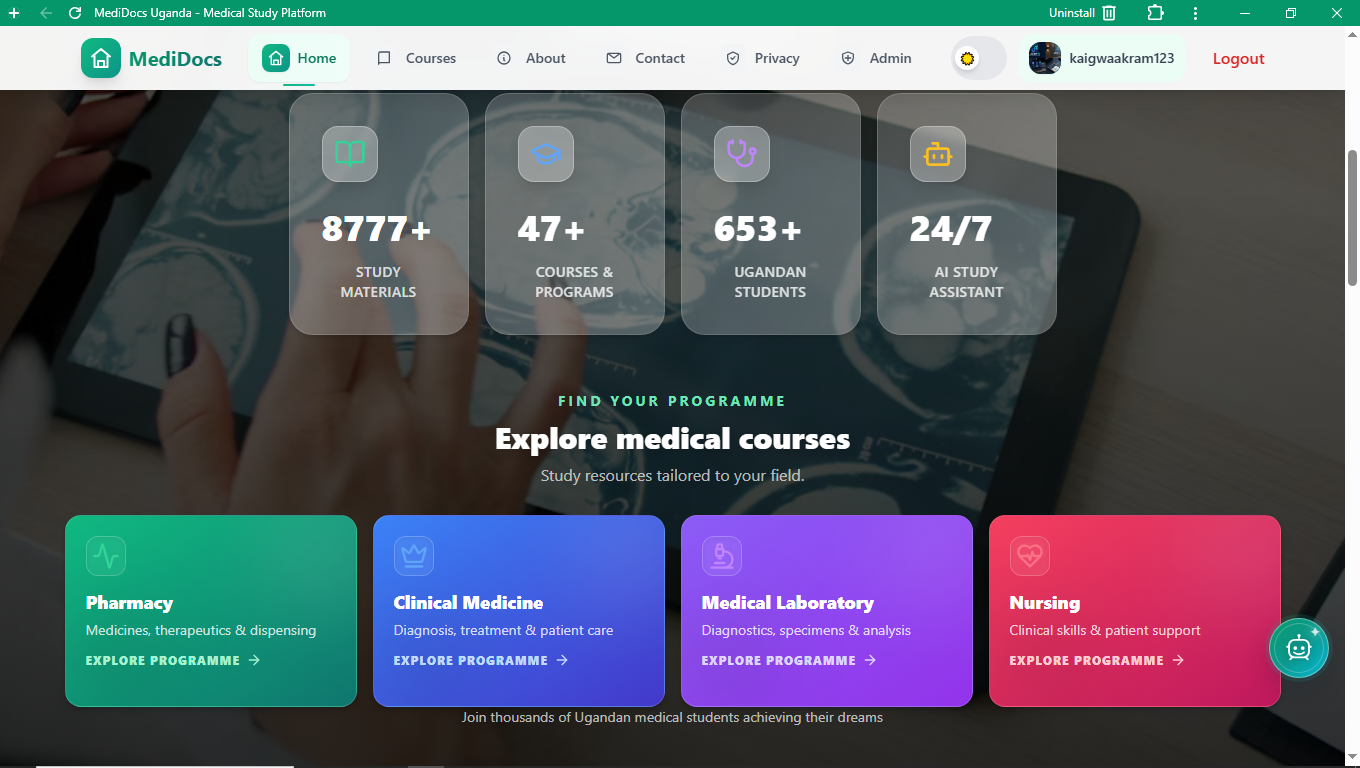 MediDocs Uganda - Medical Study Platform
Uninstall
MediDocs
Home
Courses
About
Contact
Privacy
Admin
kaigwaakram123
Logout
8777+
STUDY
MATERIALS
47+
COURSES &
PROGRAMS
653+
UGANDAN
STUDENTS
24/7
AI STUDY
ASSISTANT
FIND YOUR PROGRAMME
Explore medical courses
Study resources tailored to your field.
Pharmacy
Medicines, therapeutics & dispensing
EXPLORE PROGRAMME →
Clinical Medicine
Diagnosis, treatment & patient care
EXPLORE PROGRAMME →
Medical Laboratory
Diagnostics, specimens & analysis
EXPLORE PROGRAMME →
Nursing
Clinical skills & patient support
EXPLORE PROGRAMME →
Join thousands of Ugandan medical students achieving their dreams